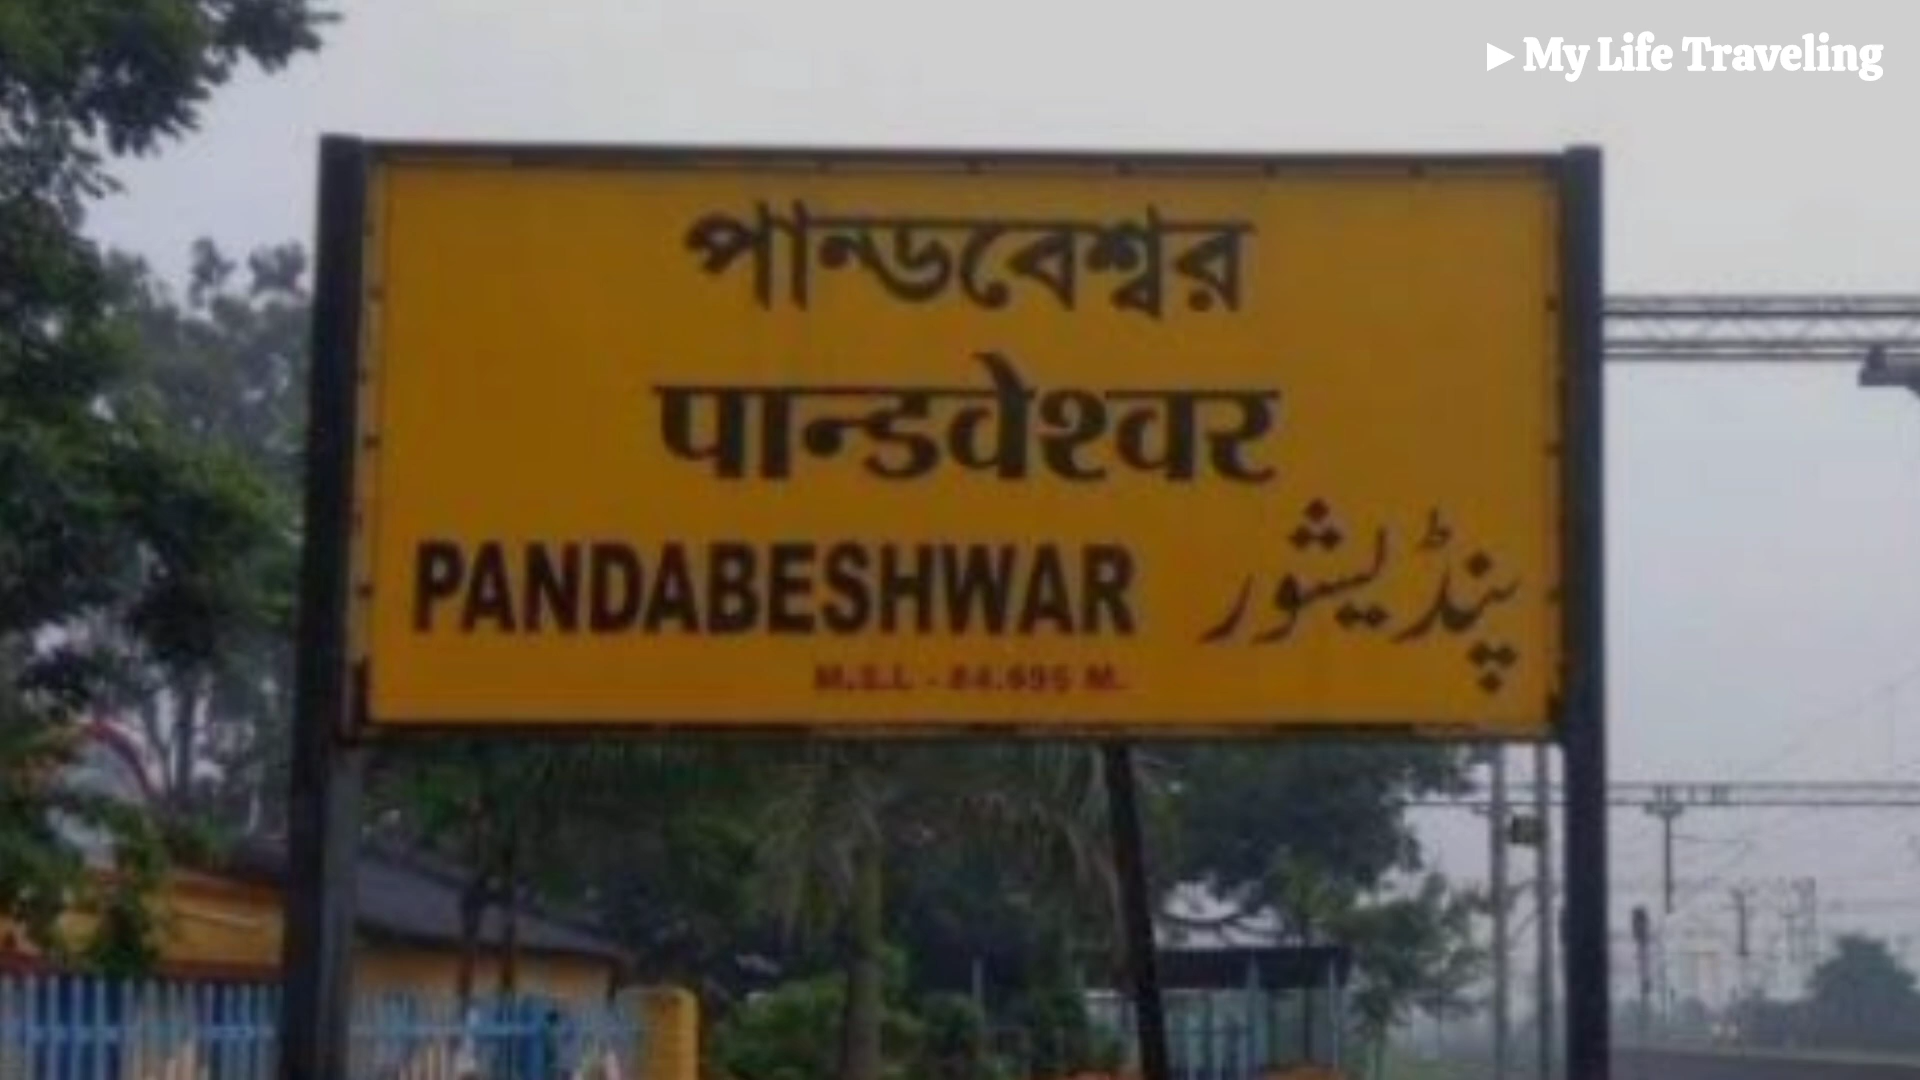 ►My Life Traveling
পান্ডবেশ্বর
पान्डवेश्वर
PANDABESHWAR پنڈیشور
M.S.L - 84.695 M.